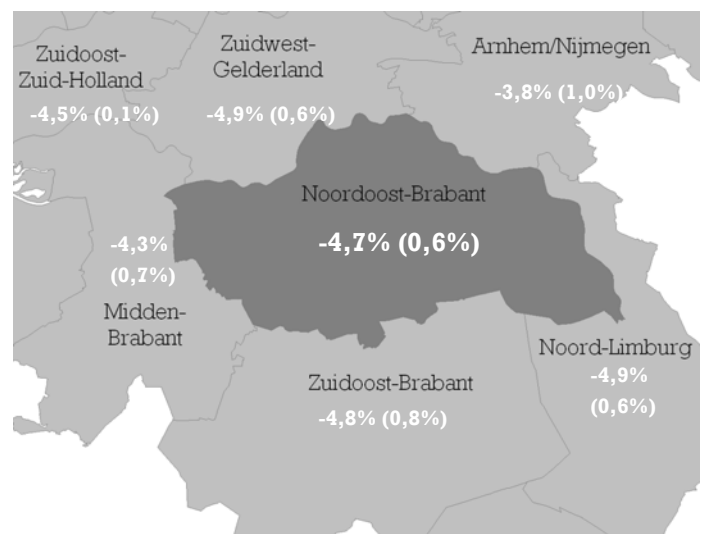 Zuidoost-
Zuid-Holland
-4,5% (0,1%)
Zuidwest-
Gelderland
-4,9% (0,6%)
Arnhem/Nijmegen
-3,8% (1,0%)
Noordoost-Brabant
-4,7% (0,6%)
-4,3%
(0,7%)
Midden-
Brabant
Zuidoost-Brabant
-4,8% (0,8%)
Noord-Limburg
-4,9%
(0,6%)